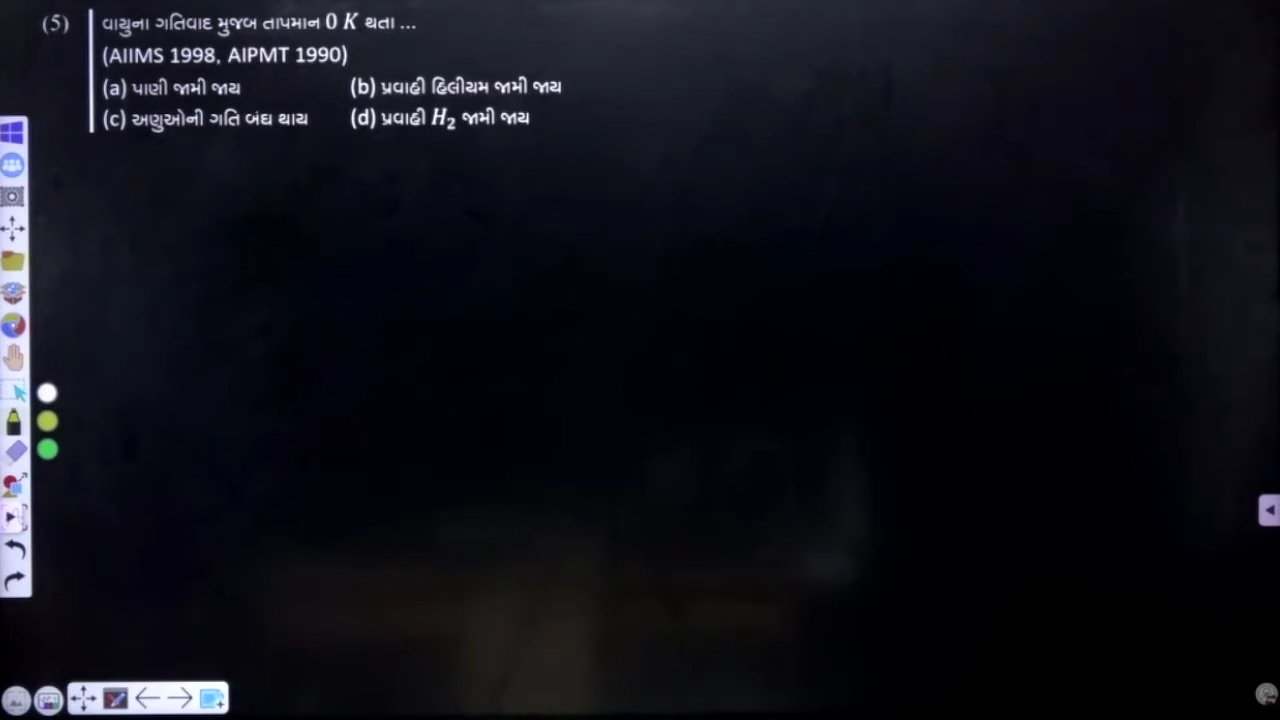 (5) વાયુના ગતિવાદ મુજબ તાપમાન 0 K થતા ...
(AIIMS 1998, AIPMT 1990)
(a) પાણી જામી જાય (b) પ્રવાહી હિલીયમ જામી જાય
(c) અણુઓની ગતિ બંધ થાય (d) પ્રવાહી H₂ જામી જાય